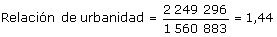 Relación de urbanidad = 2 249 296 / 1 560 883 = 1,44